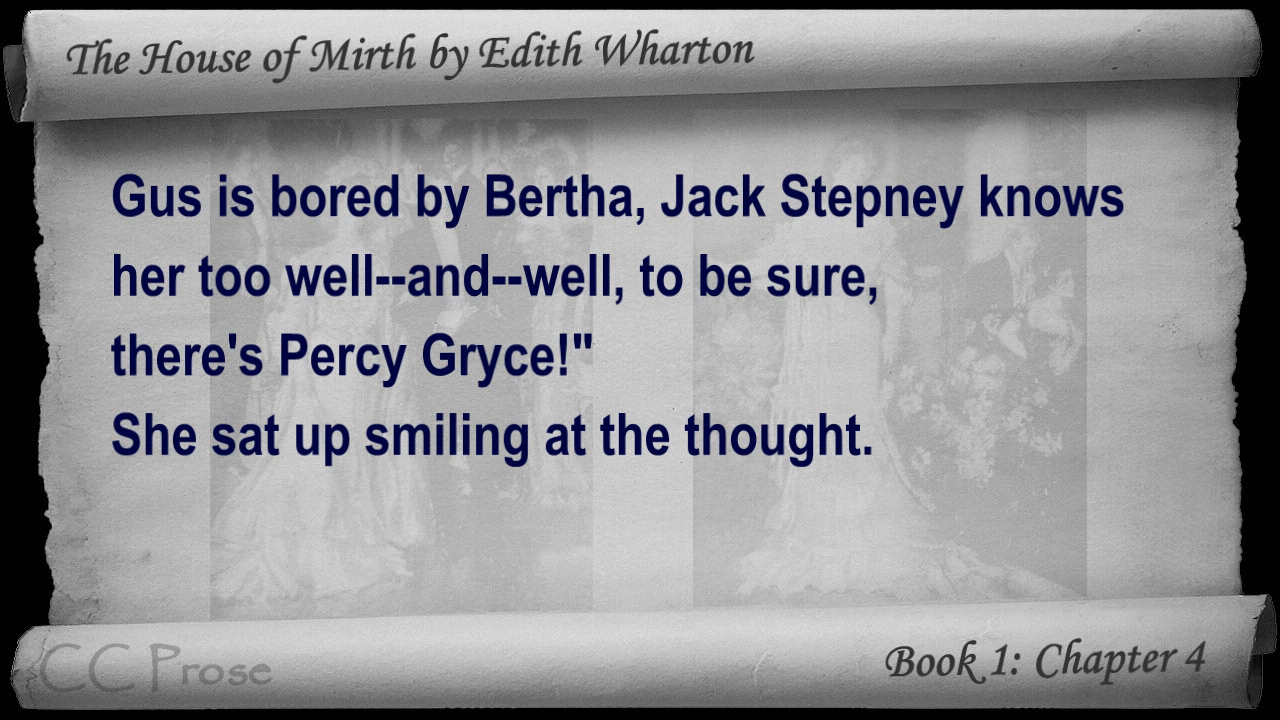 The House of Mirth by Edith Wharton
Gus is bored by Bertha, Jack Stepney knows
her too well--and--well, to be sure,
there's Percy Gryce!"
She sat up smiling at the thought.
CC Prose
Book 1: Chapter 4